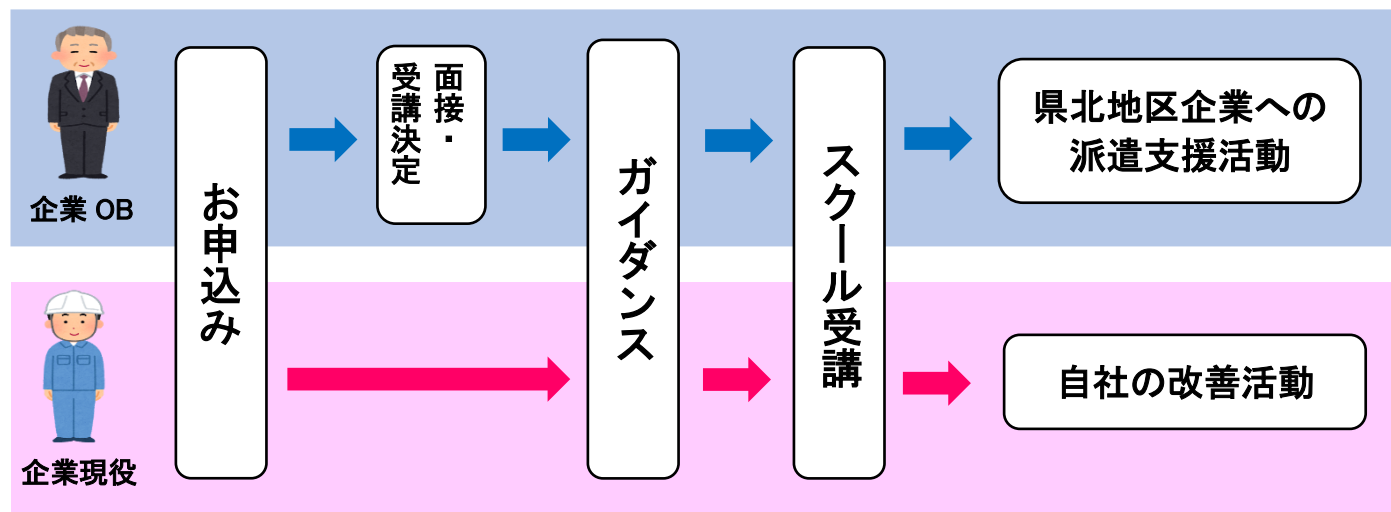 企業 OB
お申込み
面接・
受講決定
ガイダンス
スクール受講
県北地区企業への
派遣支援活動
企業現役
自社の改善活動